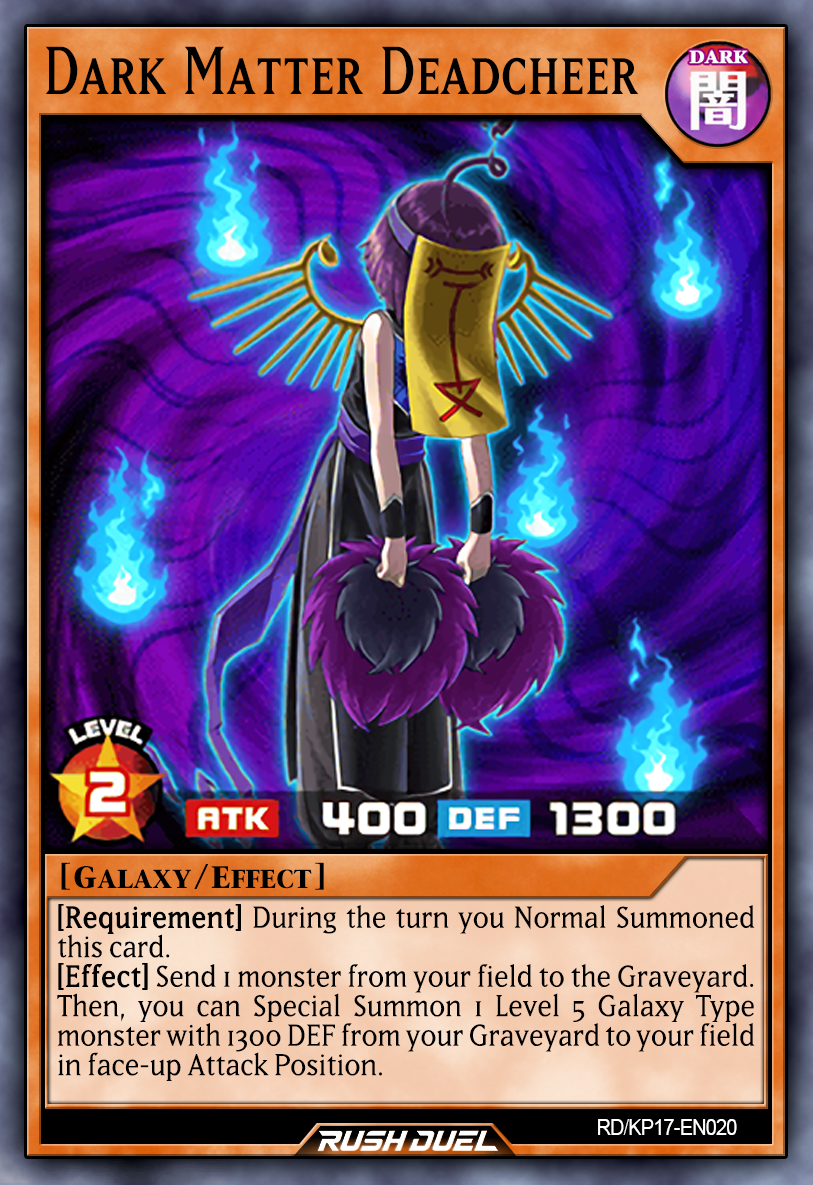 Dark Matter Deadcheer
DARK
闇
LEVEL
2
ATK 400 DEF 1300
[Galaxy/Effect]
[Requirement] During the turn you Normal Summoned
this card.
[Effect] Send 1 monster from your field to the Graveyard.
Then, you can Special Summon 1 Level 5 Galaxy Type
monster with 1300 DEF from your Graveyard to your field
in face-up Attack Position.
RD/KP17-EN020
RUSH DUEL